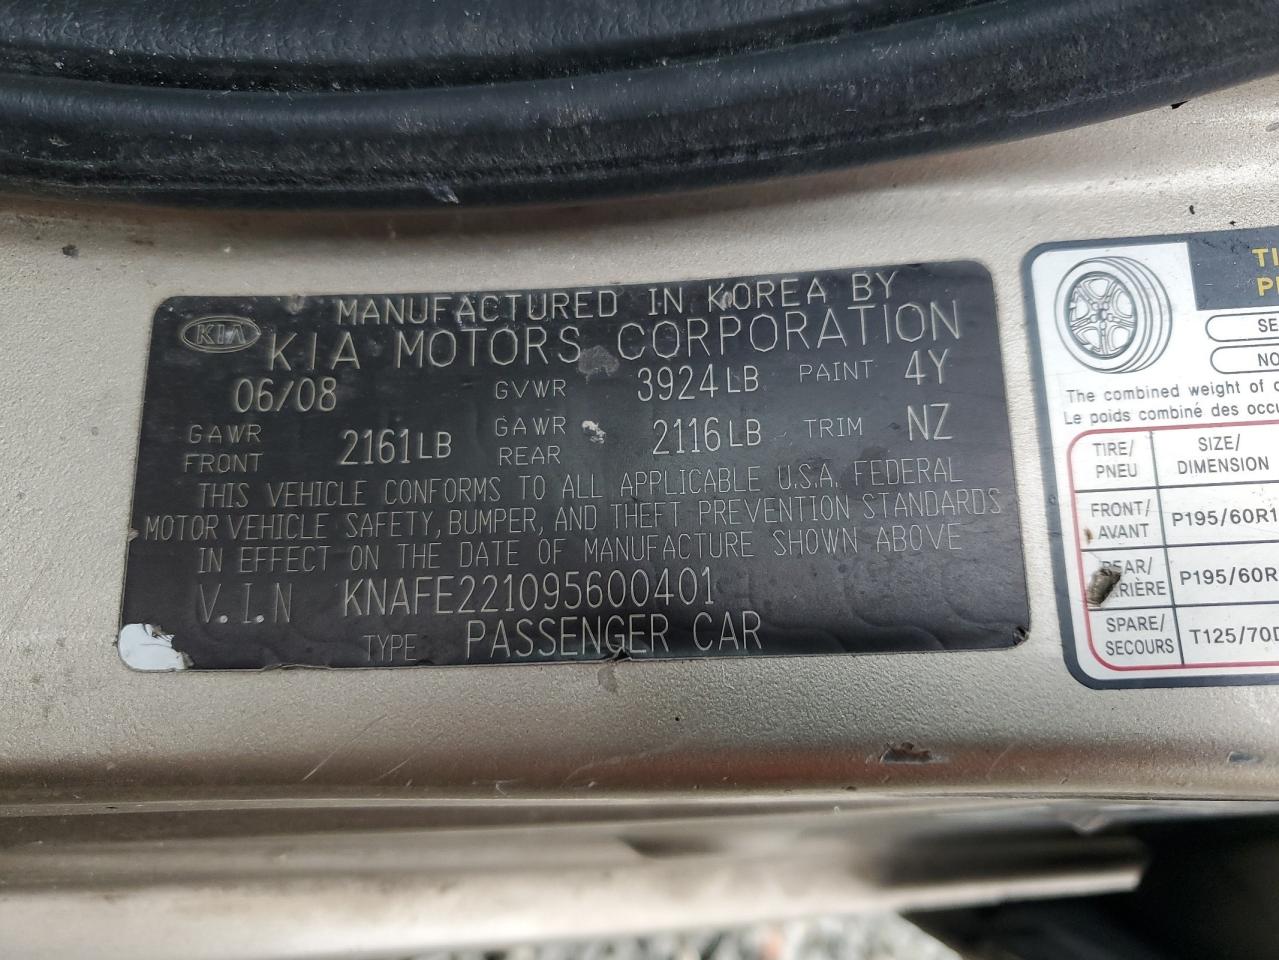 MANUFACTURED IN KOREA BY
KIA KIA MOTORS CORPORATION
06/08 GVWR 3924LB PAINT 4Y
GAWR FRONT 2161LB GAWR REAR 2116LB TRIM NZ
THIS VEHICLE CONFORMS TO ALL APPLICABLE U.S.A. FEDERAL
MOTOR VEHICLE SAFETY, BUMPER, AND THEFT PREVENTION STANDARDS
IN EFFECT ON THE DATE OF MANUFACTURE SHOWN ABOVE
V.I.N KNAFE221095600401
TYPE PASSENGER CAR
The combined weight of
Le poids combiné des
TIRE/ SIZE/
PNEU DIMENSION
FRONT/
AVANT P195/60R1
P195/60R
SPARE/
SECOURS T125/70D